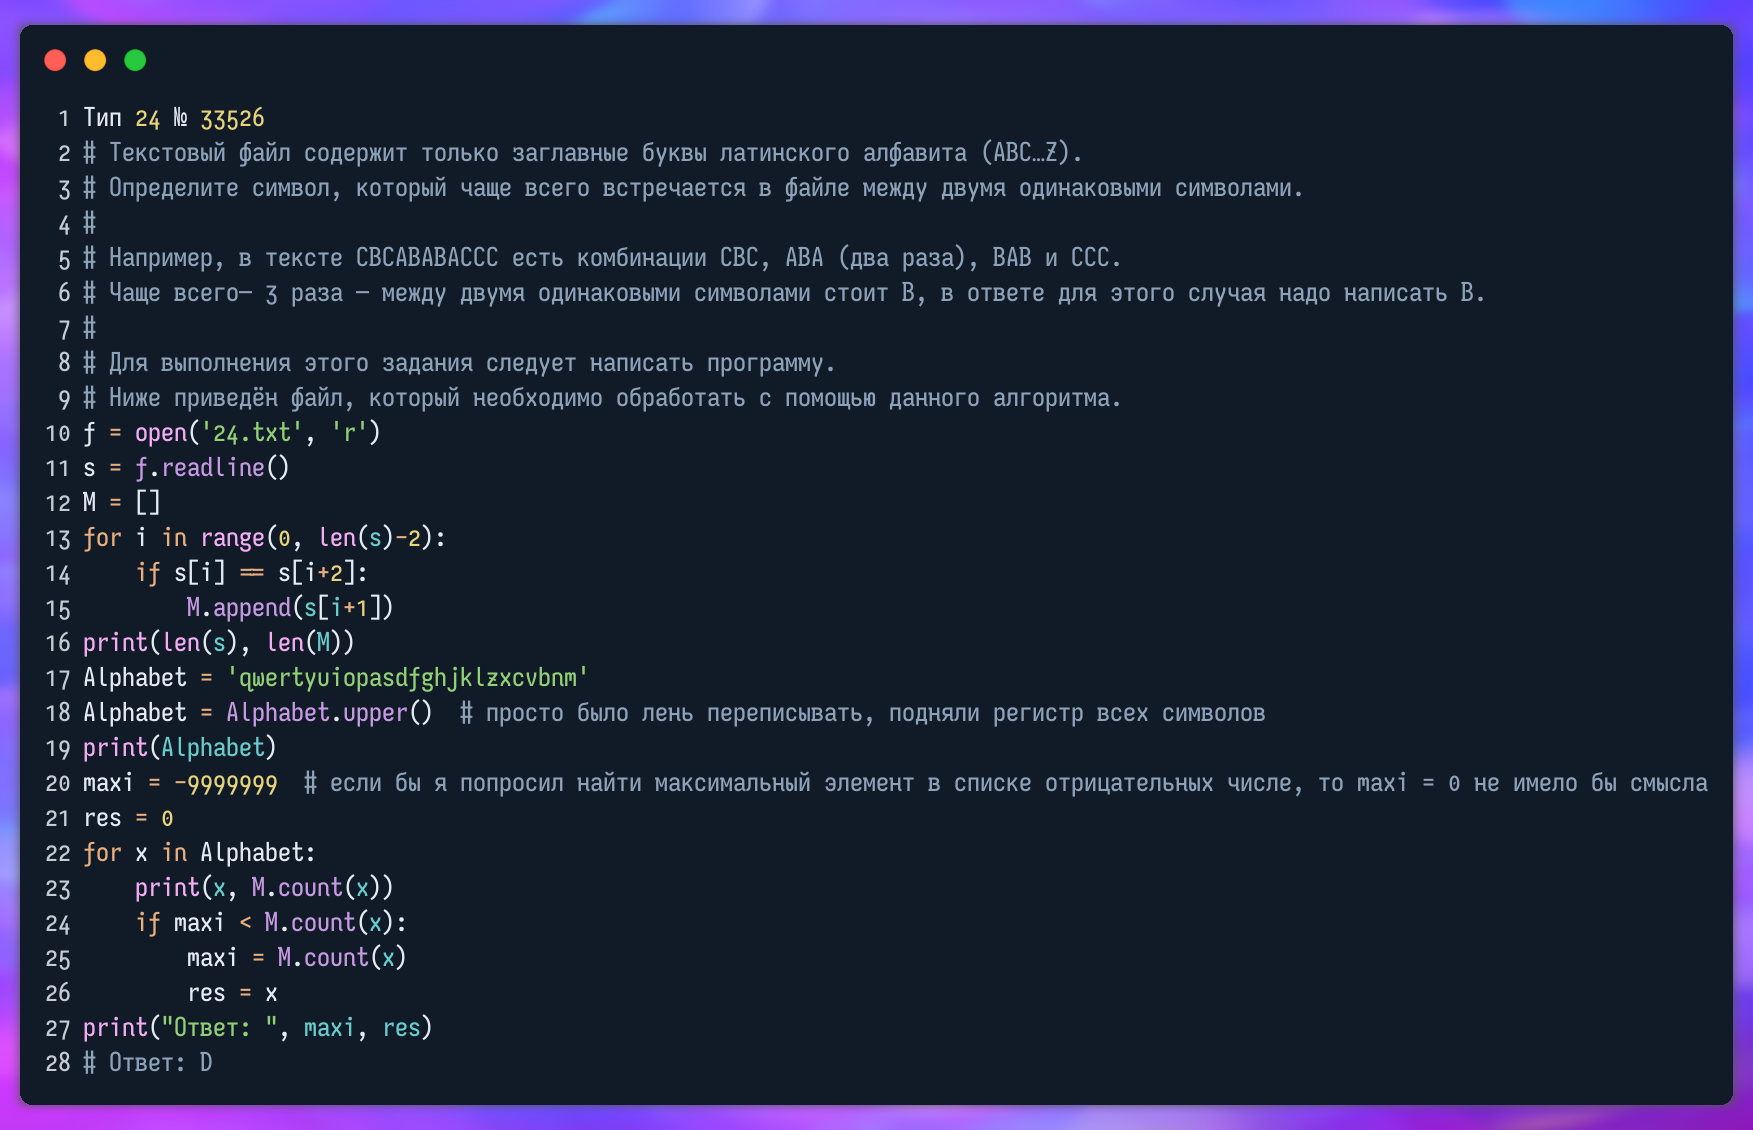 1 Тип 24 № 33526
2 # Текстовый файл содержит только заглавные буквы латинского алфавита (ABC…Z).
3 # Определите символ, который чаще всего встречается в файле между двумя одинаковыми символами.
4 #
5 # Например, в тексте CBCABABACCC есть комбинации CBC, ABA (два раза), BAB и CCC.
6 # Чаще всего— 3 раза — между двумя одинаковыми символами стоит B, в ответе для этого случая надо написать B.
7 #
8 # Для выполнения этого задания следует написать программу.
9 # Ниже приведён файл, который необходимо обработать с помощью данного алгоритма.
10 f = open('24.txt', 'r')
11 s = f.readline()
12 M = []
13 for i in range(0, len(s)-2):
14     if s[i] == s[i+2]:
15         M.append(s[i+1])
16 print(len(s), len(M))
17 Alphabet = 'qwertyuiopasdfghjklzxcvbnm'
18 Alphabet = Alphabet.upper()  # просто было лень переписывать, подняли регистр всех символов
19 print(Alphabet)
20 maxi = -9999999  # если бы я попросил найти максимальный элемент в списке отрицательных числе, то maxi = 0 не имело бы смысла
21 res = 0
22 for x in Alphabet:
23     print(x, M.count(x))
24     if maxi < M.count(x):
25         maxi = M.count(x)
26         res = x
27 print("Ответ: ", maxi, res)
28 # Ответ: D